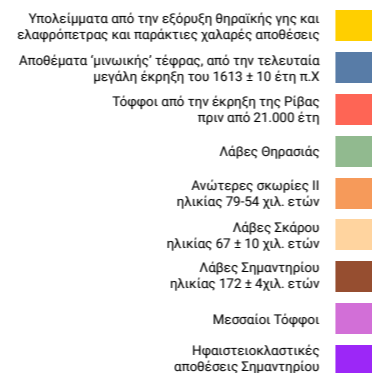 Υπολείμματα από την εξόρυξη θηραϊκής γης και
ελαφρόπετρας και παράκτιες χαλαρές αποθέσεις
Αποθέματα ‘μινωικής’ τέφρας, από την τελευταία
μεγάλη έκρηξη του 1613 ± 10 έτη π.Χ
Τόφφοι από την έκρηξη της Ρίβας
πριν από 21.000 έτη
Λάβες Θηρασιάς
Ανώτερες σκωρίες ΙΙ
ηλικίας 79-54 χιλ. ετών
Λάβες Σκάρου
ηλικίας 67 ± 10 χιλ. ετών
Λάβες Σημαντηρίου
ηλικίας 172 ± 4χιλ. ετών
Μεσσαίοι Τόφφοι
Ηφαιστειοκλαστικές
αποθέσεις Σημαντηρίου